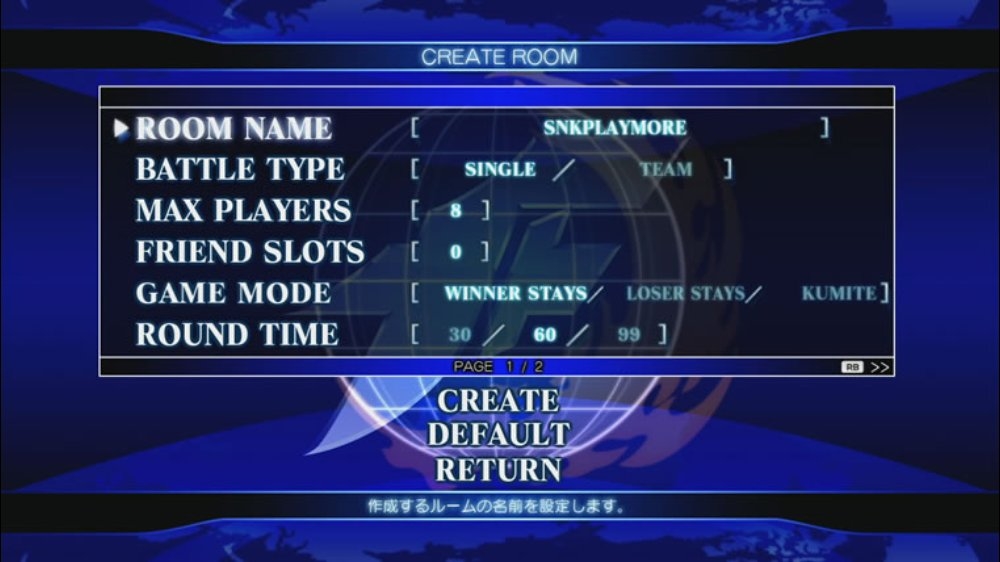 CREATE ROOM
ROOM NAME [ SNKPLAYMORE ]
BATTLE TYPE [ SINGLE / TEAM ]
MAX PLAYERS [ 8 ]
FRIEND SLOTS [ 0 ]
GAME MODE [ WINNER STAYS / LOSER STAYS / KUMITE ]
ROUND TIME [ 30 / 60 / 99 ]
PAGE 1 / 2 RB >>
CREATE
DEFAULT
RETURN
作成するルームの名前を設定します。